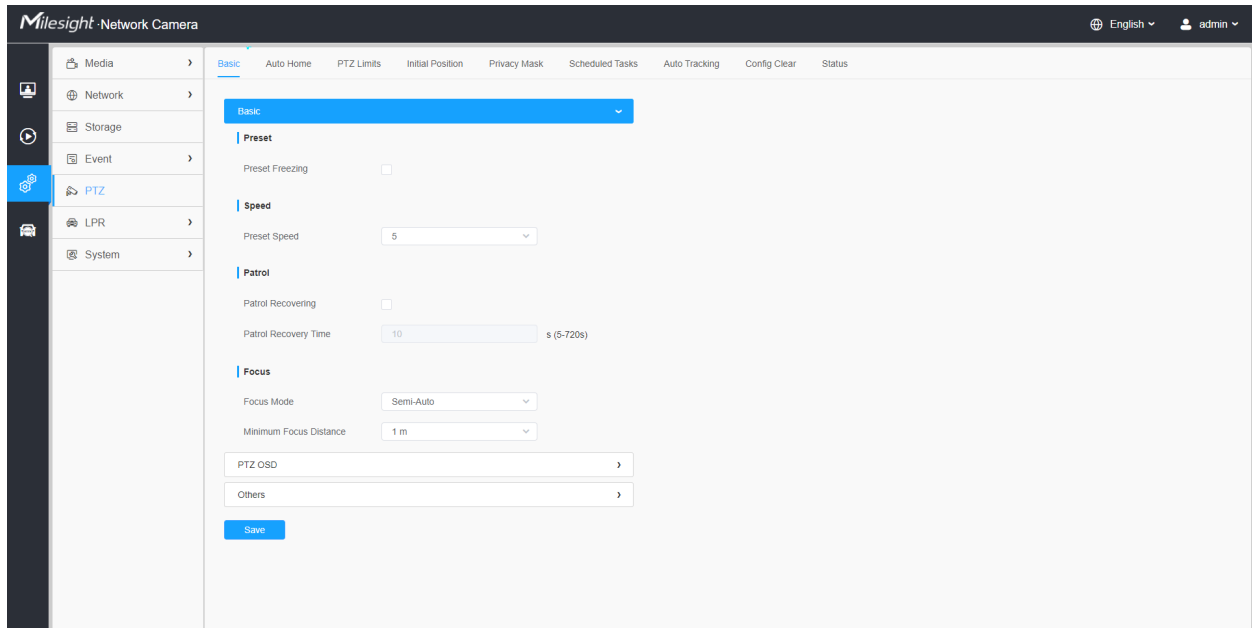 Milesight · Network Camera
English
admin
Media
Network
Storage
Event
PTZ
LPR
System
Basic Auto Home PTZ Limits Initial Position Privacy Mask Scheduled Tasks Auto Tracking Config Clear Status
Basic
Preset
Preset Freezing
Speed
Preset Speed 5
Patrol
Patrol Recovering
Patrol Recovery Time 10 s (5-720s)
Focus
Focus Mode Semi-Auto
Minimum Focus Distance 1 m
PTZ OSD
Others
Save